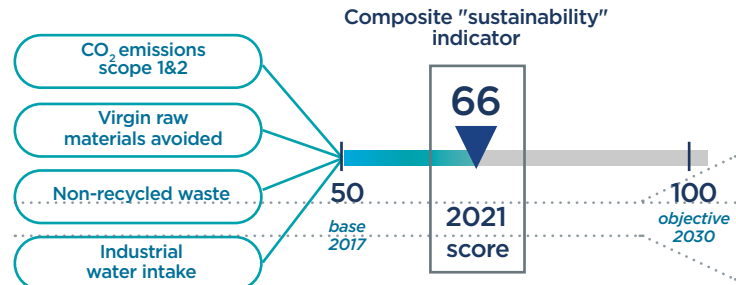 Composite "sustainability"
indicator
CO2 emissions
scope 1&2
Virgin raw
materials avoided
Non-recycled waste
Industrial
water intake
66
50
base
2017
2021
score
100
objective
2030